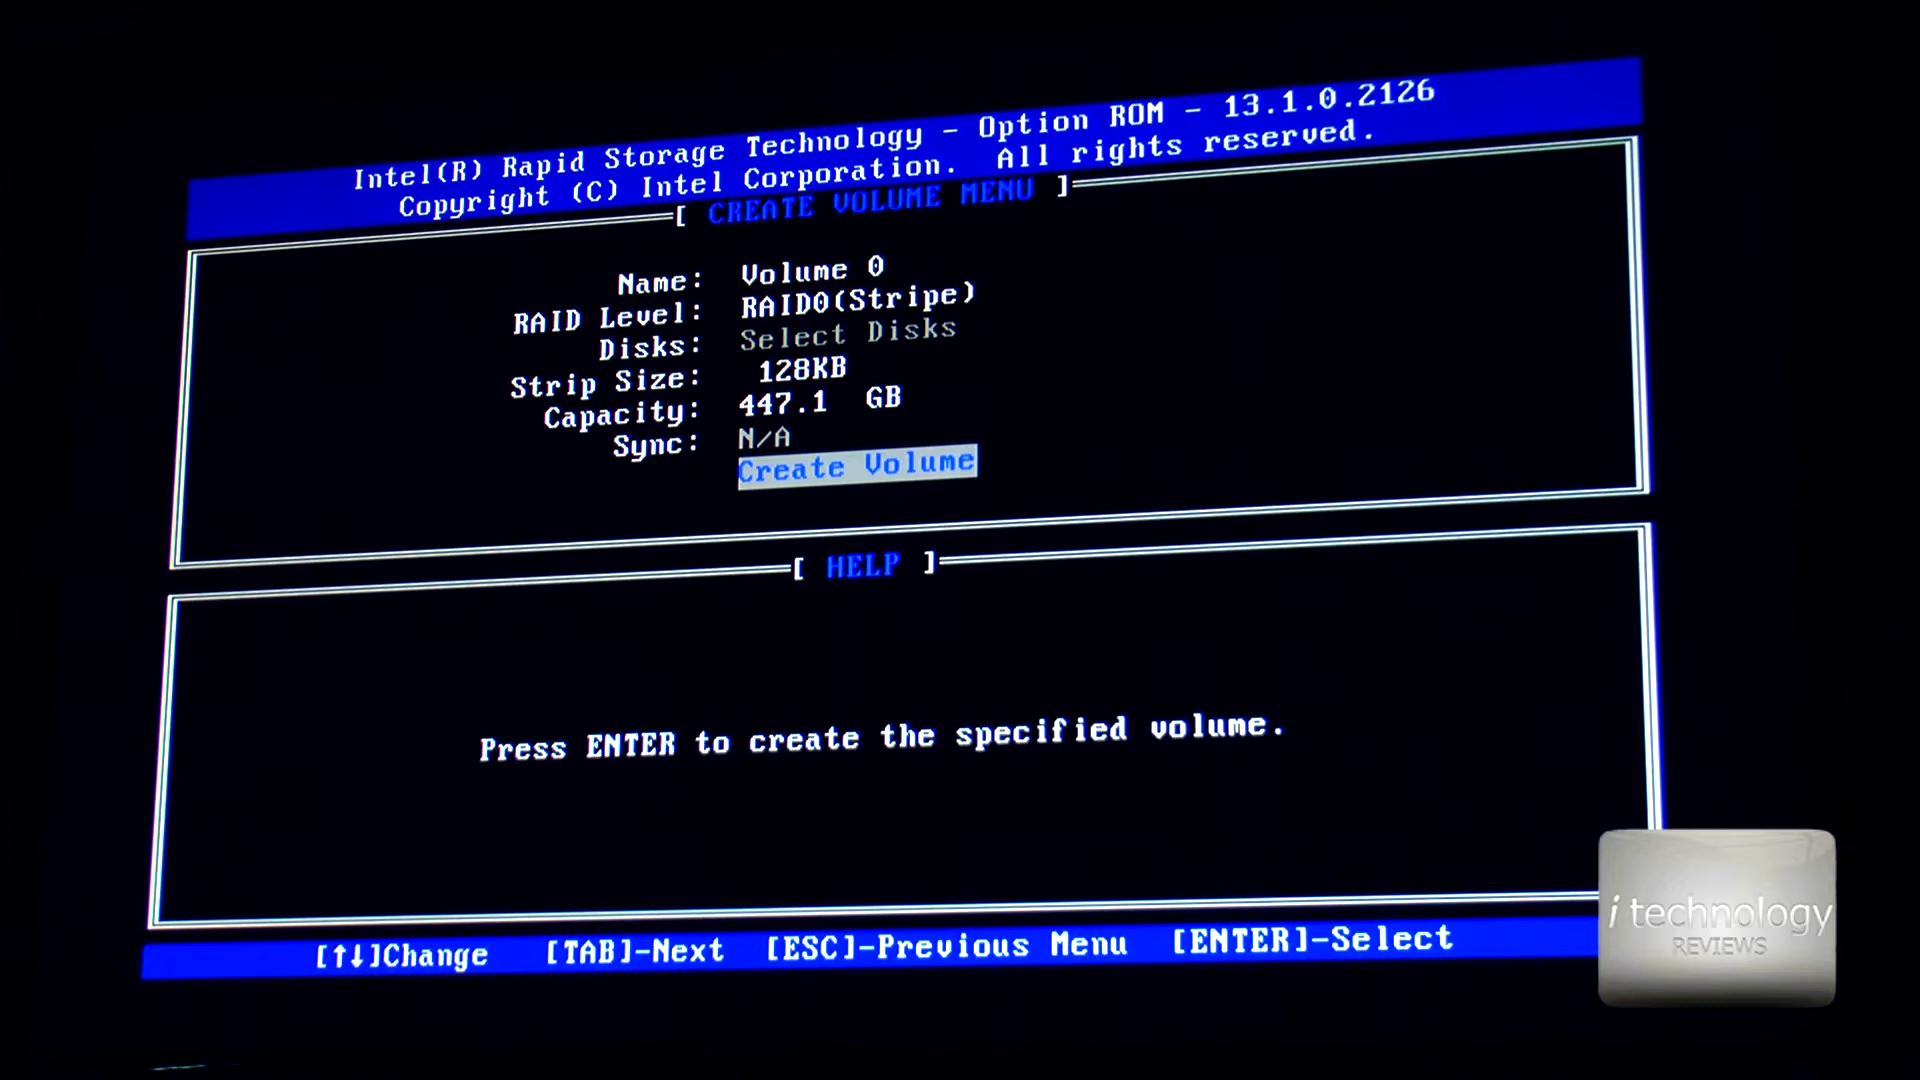 Intel(R) Rapid Storage Technology - Option ROM - 13.1.0.2126
Copyright (C) Intel Corporation.  All rights reserved.
[ CREATE VOLUME MENU ]
Name: Volume 0
RAID Level: RAID0(Stripe)
Disks: Select Disks
Strip Size: 128KB
Capacity: 447.1 GB
Sync: N/A
Create Volume
[ HELP ]
Press ENTER to create the specified volume.
[↑↓]Change [TAB]-Next [ESC]-Previous Menu [ENTER]-Select
i technology
REVIEWS